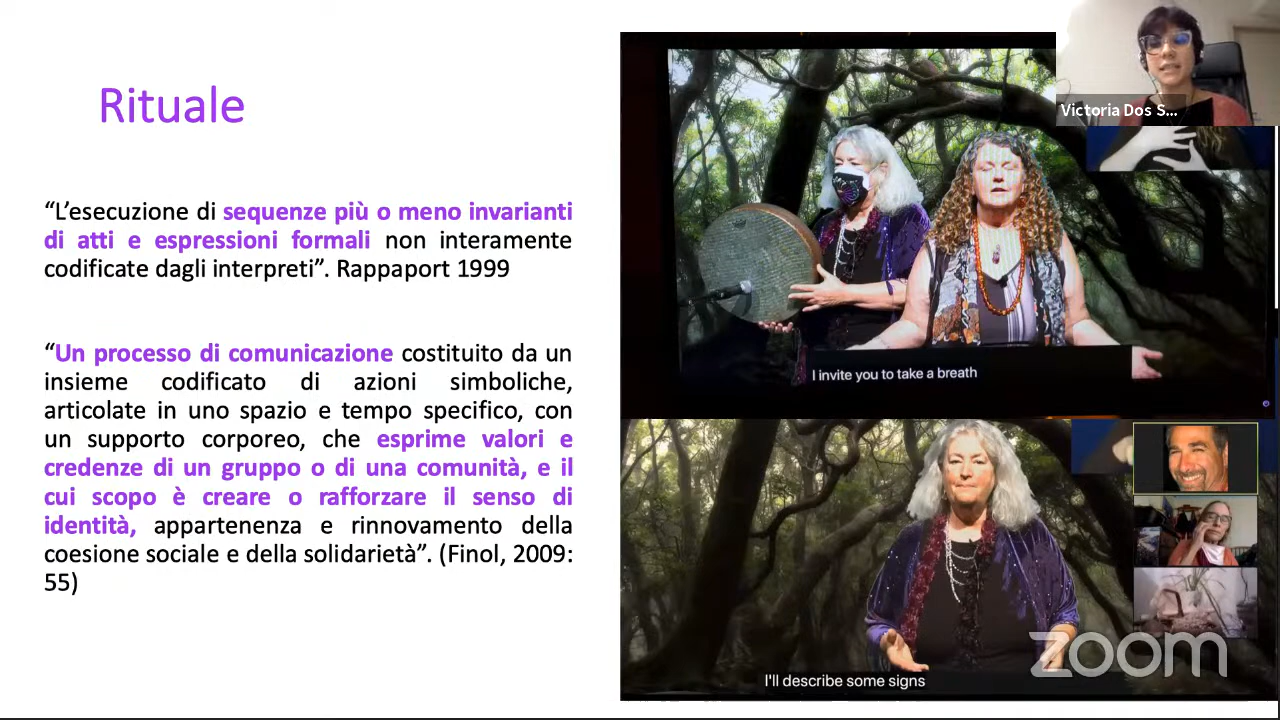 Rituale
“L’esecuzione di sequenze più o meno invarianti
di atti e espressioni formali non interamente
codificate dagli interpreti”. Rappaport 1999
“Un processo di comunicazione costituito da un
insieme codificato di azioni simboliche,
articolate in uno spazio e tempo specifico, con
un supporto corporeo, che esprime valori e
credenze di un gruppo o di una comunità, e il
cui scopo è creare o rafforzare il senso di
identità, appartenenza e rinnovamento della
coesione sociale e della solidarietà”. (Finol, 2009:
55)
Victoria Dos S...
I invite you to take a breath
I'll describe some signs
zoom